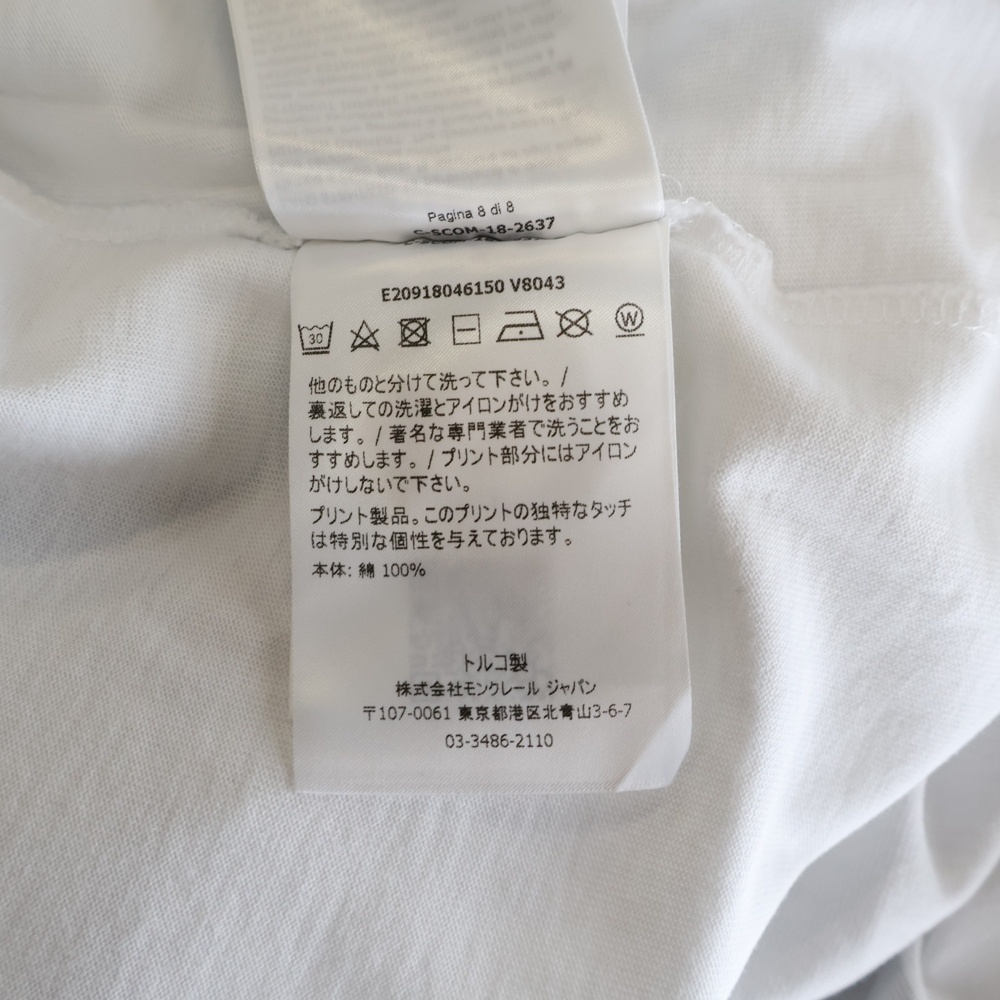 Pagina 8 di 8
C-SCOM-18-2637
E20918046150 V8043
30
W
他のものと分けて洗って下さい。/
裏返しての洗濯とアイロンがけをおすすめ
します。/ 著名な専門業者で洗うことをお
すすめします。/ プリント部分にはアイロン
がけしないで下さい。
プリント製品。このプリントの独特なタッチ
は特別な個性を与えております。
本体: 綿 100%
トルコ製
株式会社モンクレール ジャパン
〒107-0061 東京都港区北青山3-6-7
03-3486-2110